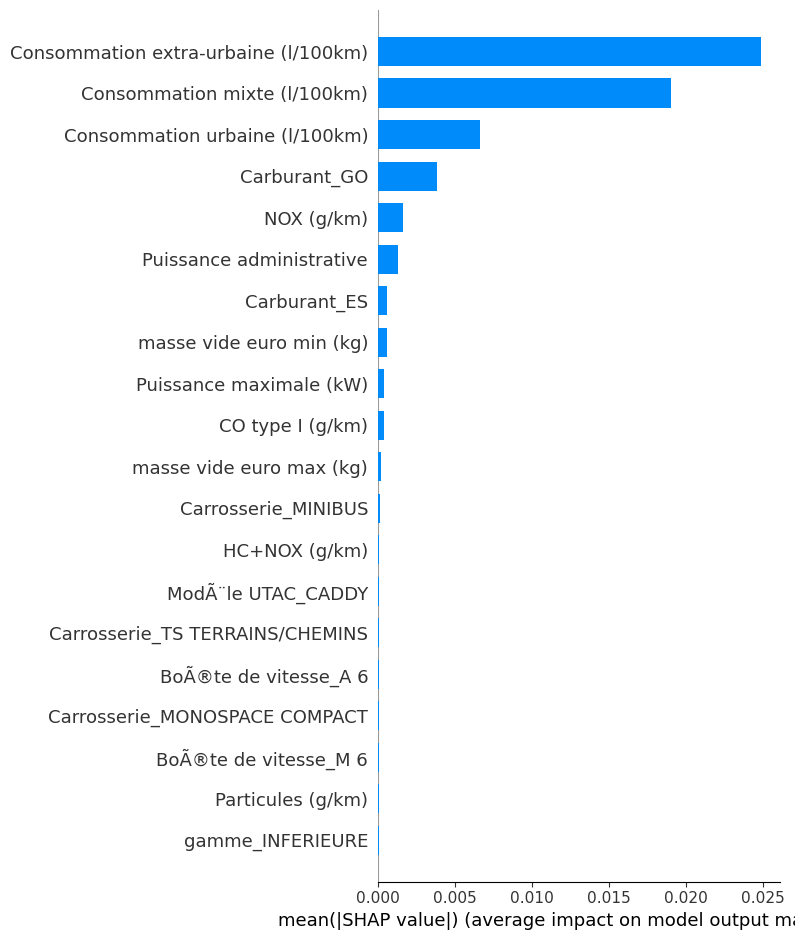 Consommation extra-urbaine (l/100km)
Consommation mixte (l/100km)
Consommation urbaine (l/100km)
Carburant_GO
NOX (g/km)
Puissance administrative
Carburant_ES
masse vide euro min (kg)
Puissance maximale (kW)
CO type I (g/km)
masse vide euro max (kg)
Carrosserie_MINIBUS
HC+NOX (g/km)
ModÃ¨le UTAC_CADDY
Carrosserie_TS TERRAINS/CHEMINS
BoÃ®te de vitesse_A 6
Carrosserie_MONOSPACE COMPACT
BoÃ®te de vitesse_M 6
Particules (g/km)
gamme_INFERIEURE
0.000 0.005 0.010 0.015 0.020 0.025
mean(|SHAP value|) (average impact on model output ma